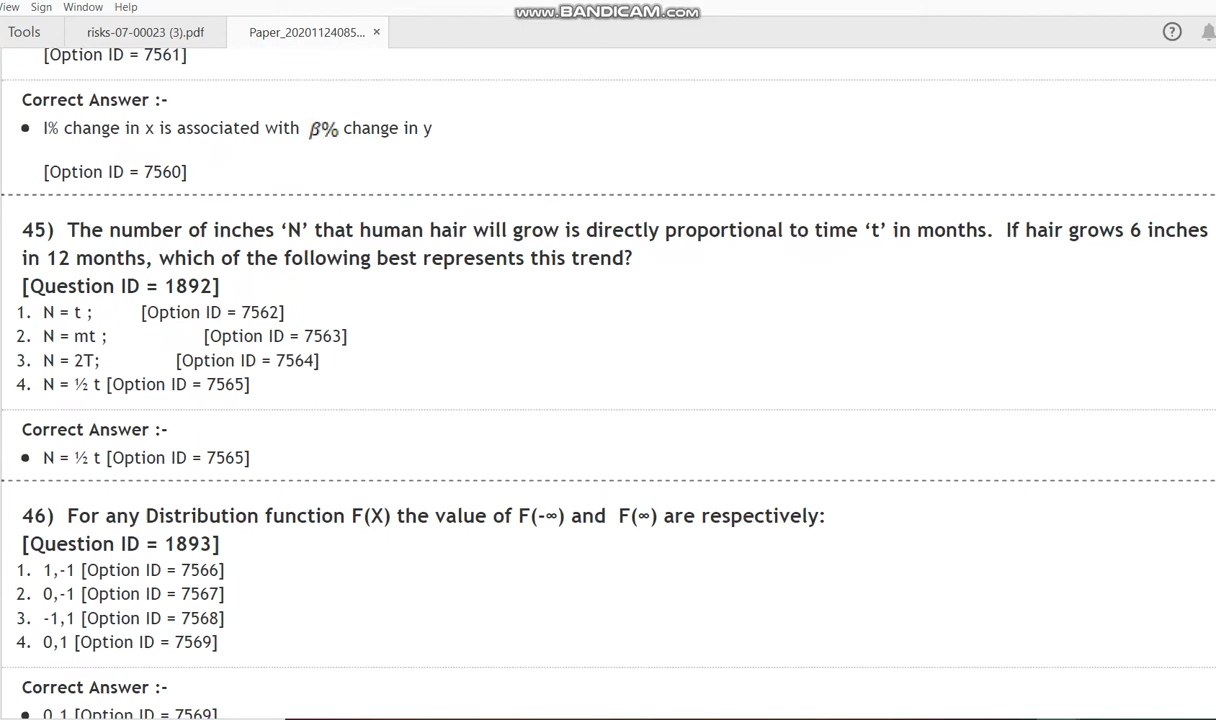 View Sign Window Help
www.BANDICAM.com
Tools risks-07-00023 (3).pdf Paper_20201124085... ×
[Option ID = 7561]
Correct Answer :-
• I% change in x is associated with β% change in y
[Option ID = 7560]
45) The number of inches ‘N’ that human hair will grow is directly proportional to time ‘t’ in months. If hair grows 6 inches
in 12 months, which of the following best represents this trend?
[Question ID = 1892]
1. N = t ; [Option ID = 7562]
2. N = mt ; [Option ID = 7563]
3. N = 2T; [Option ID = 7564]
4. N = ½ t [Option ID = 7565]
Correct Answer :-
• N = ½ t [Option ID = 7565]
46) For any Distribution function F(X) the value of F(-∞) and F(∞) are respectively:
[Question ID = 1893]
1. 1,-1 [Option ID = 7566]
2. 0,-1 [Option ID = 7567]
3. -1,1 [Option ID = 7568]
4. 0,1 [Option ID = 7569]
Correct Answer :-
• 0,1 [Option ID = 7569]